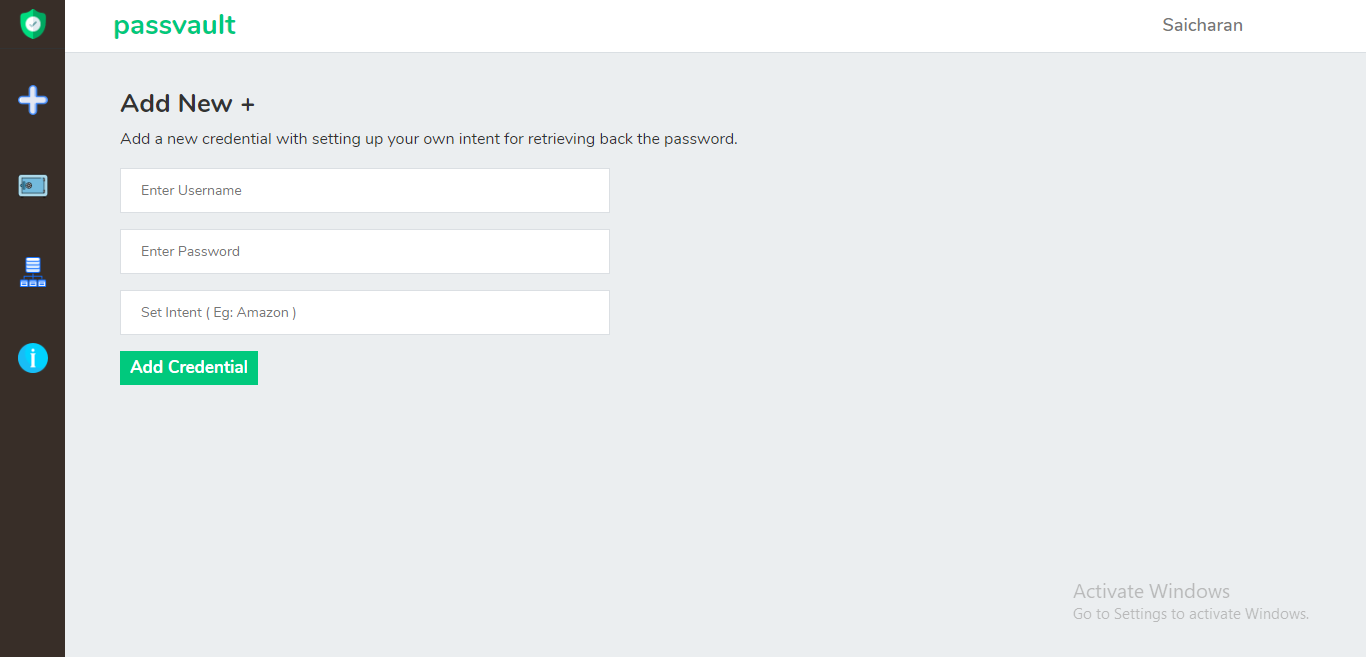 passvault
Saicharan
Add New +
Add a new credential with setting up your own intent for retrieving back the password.
Enter Username
Enter Password
Set Intent ( Eg: Amazon )
Add Credential
Activate Windows
Go to Settings to activate Windows.